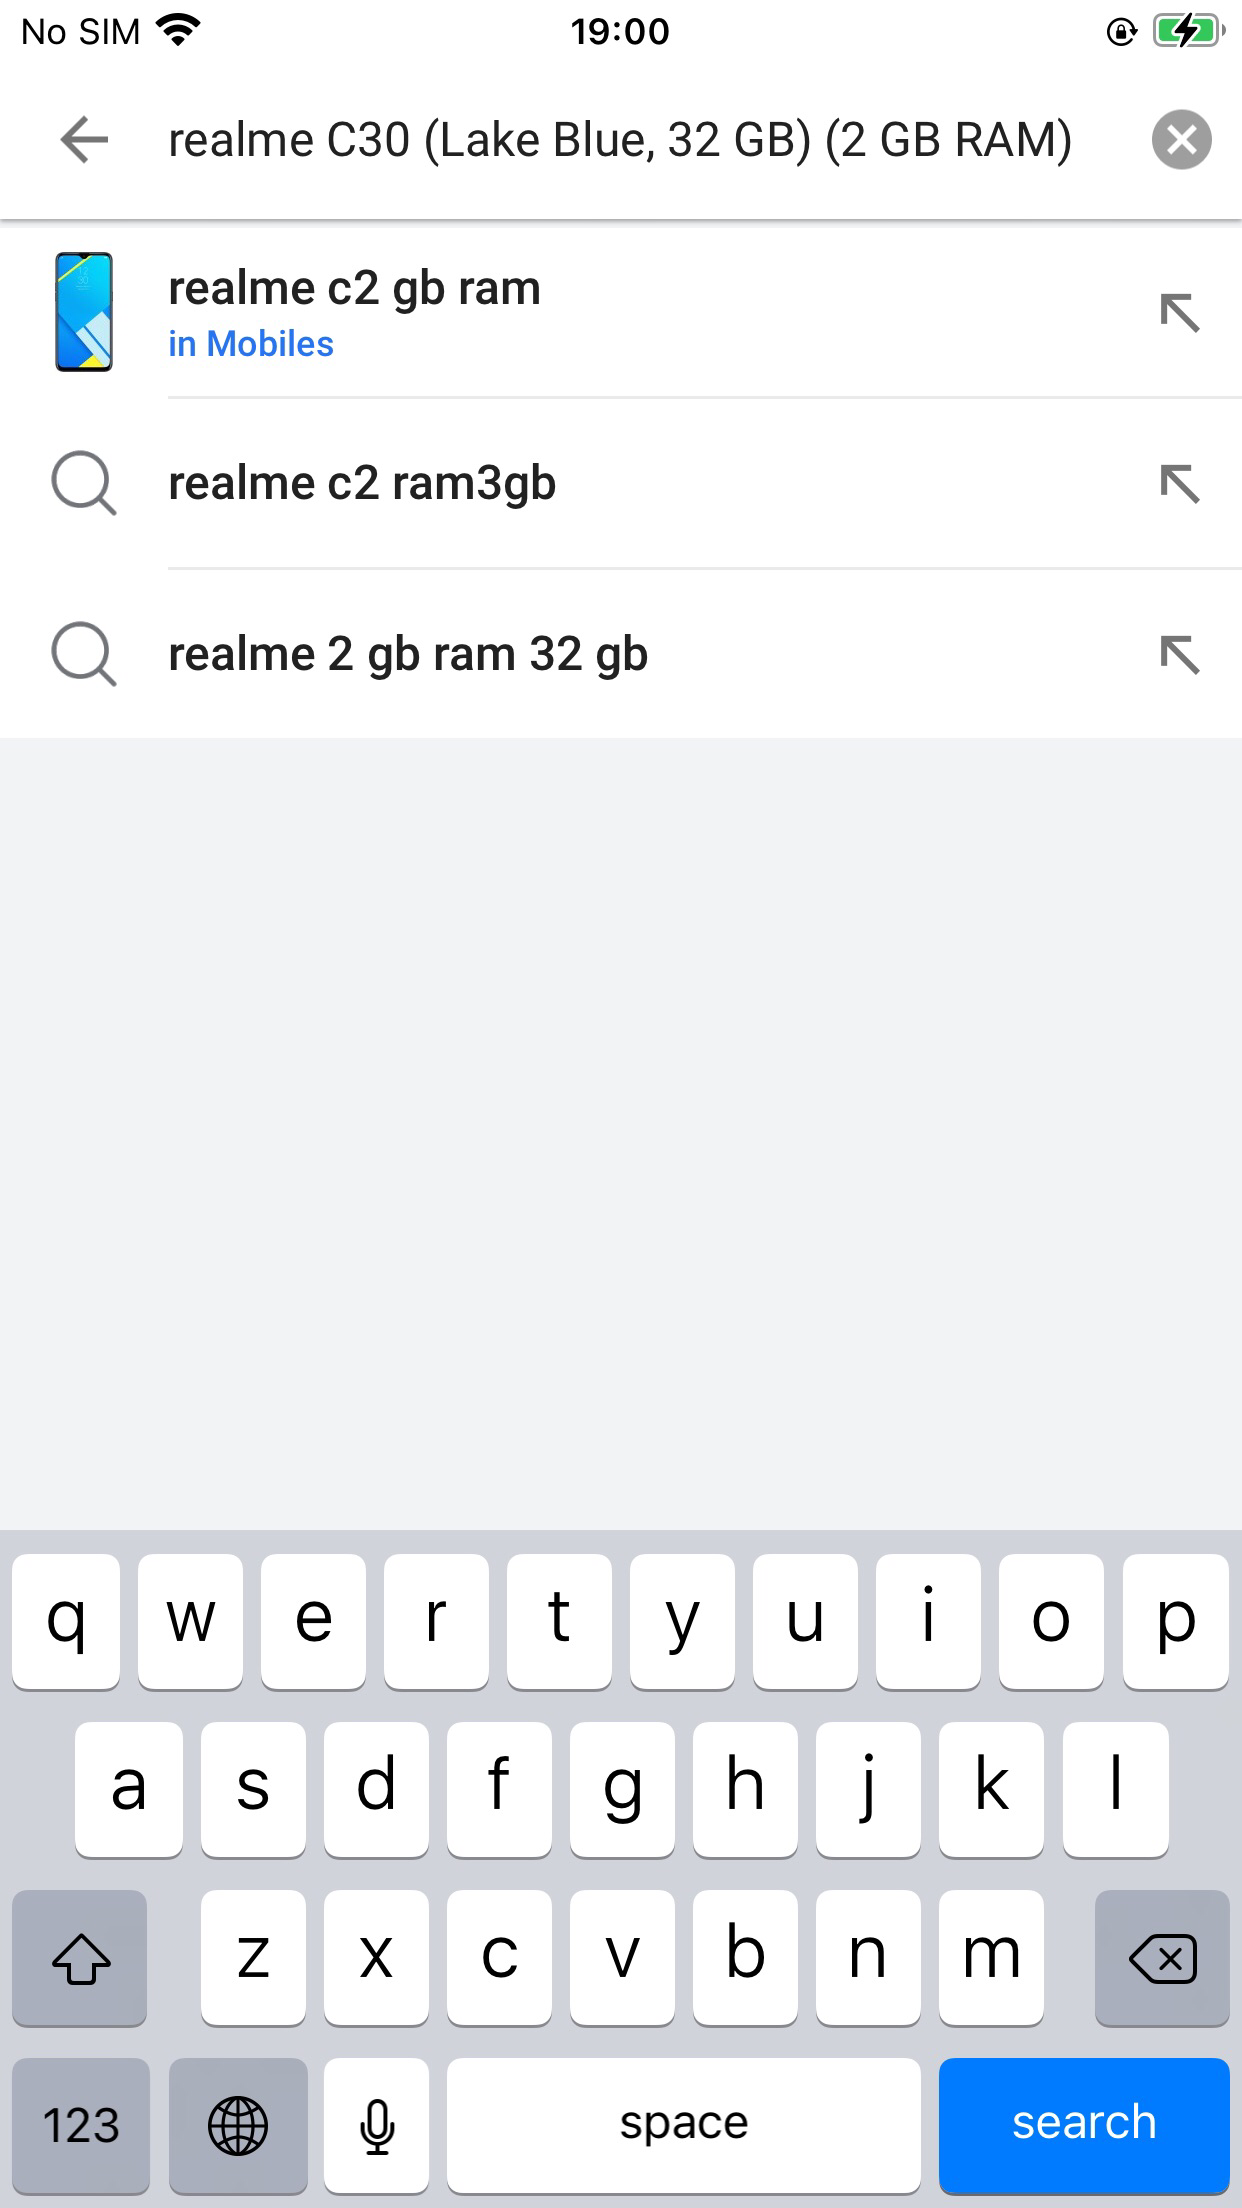 No SIM 19:00
realme C30 (Lake Blue, 32 GB) (2 GB RAM)
realme c2 gb ram
in Mobiles
realme c2 ram3gb
realme 2 gb ram 32 gb
q w e r t y u i o p
a s d f g h j k l
z x c v b n m
123 space search